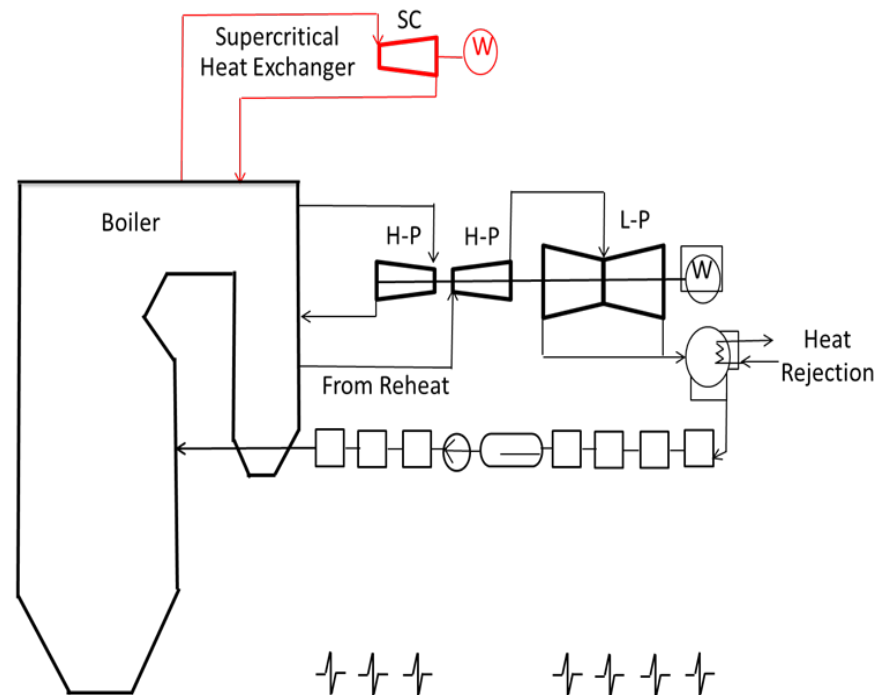 SC
Supercritical
Heat Exchanger
W
Boiler
H-P
H-P
L-P
W
Heat
Rejection
From Reheat